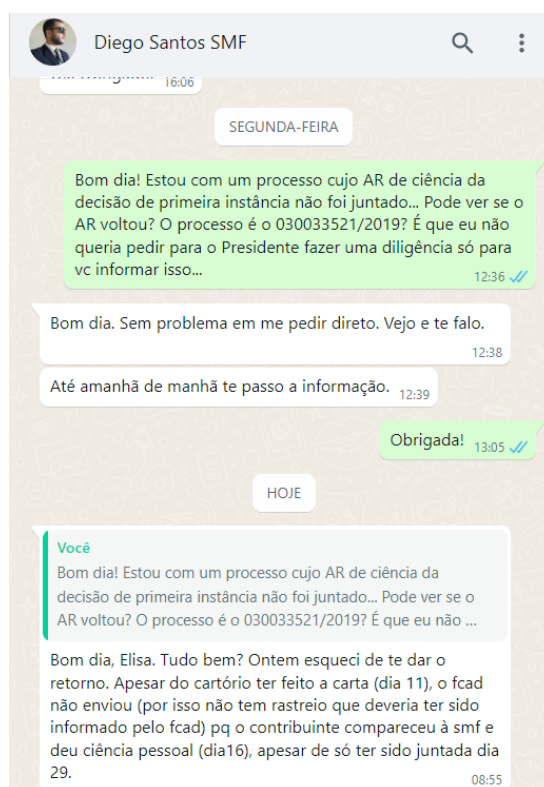 Diego Santos SMF
16:06
SEGUNDA-FEIRA
Bom dia! Estou com um processo cujo AR de ciência da
decisão de primeira instância não foi juntado... Pode ver se o
AR voltou? O processo é o 030033521/2019? É que eu não
queria pedir para o Presidente fazer uma diligência só para
vc informar isso...
12:36
Bom dia. Sem problema em me pedir direto. Vejo e te falo.
12:38
Até amanhã de manhã te passo a informação. 12:39
Obrigada! 13:05
HOJE
Você
Bom dia! Estou com um processo cujo AR de ciência da
decisão de primeira instância não foi juntado... Pode ver se o
AR voltou? O processo é o 030033521/2019? É que eu não ...
Bom dia, Elisa. Tudo bem? Ontem esqueci de te dar o
retorno. Apesar do cartório ter feito a carta (dia 11), o fcad
não enviou (por isso não tem rastreio que deveria ter sido
informado pelo fcad) pq o contribuinte compareceu à smf e
deu ciência pessoal (dia16), apesar de só ter sido juntada dia
29.
08:55